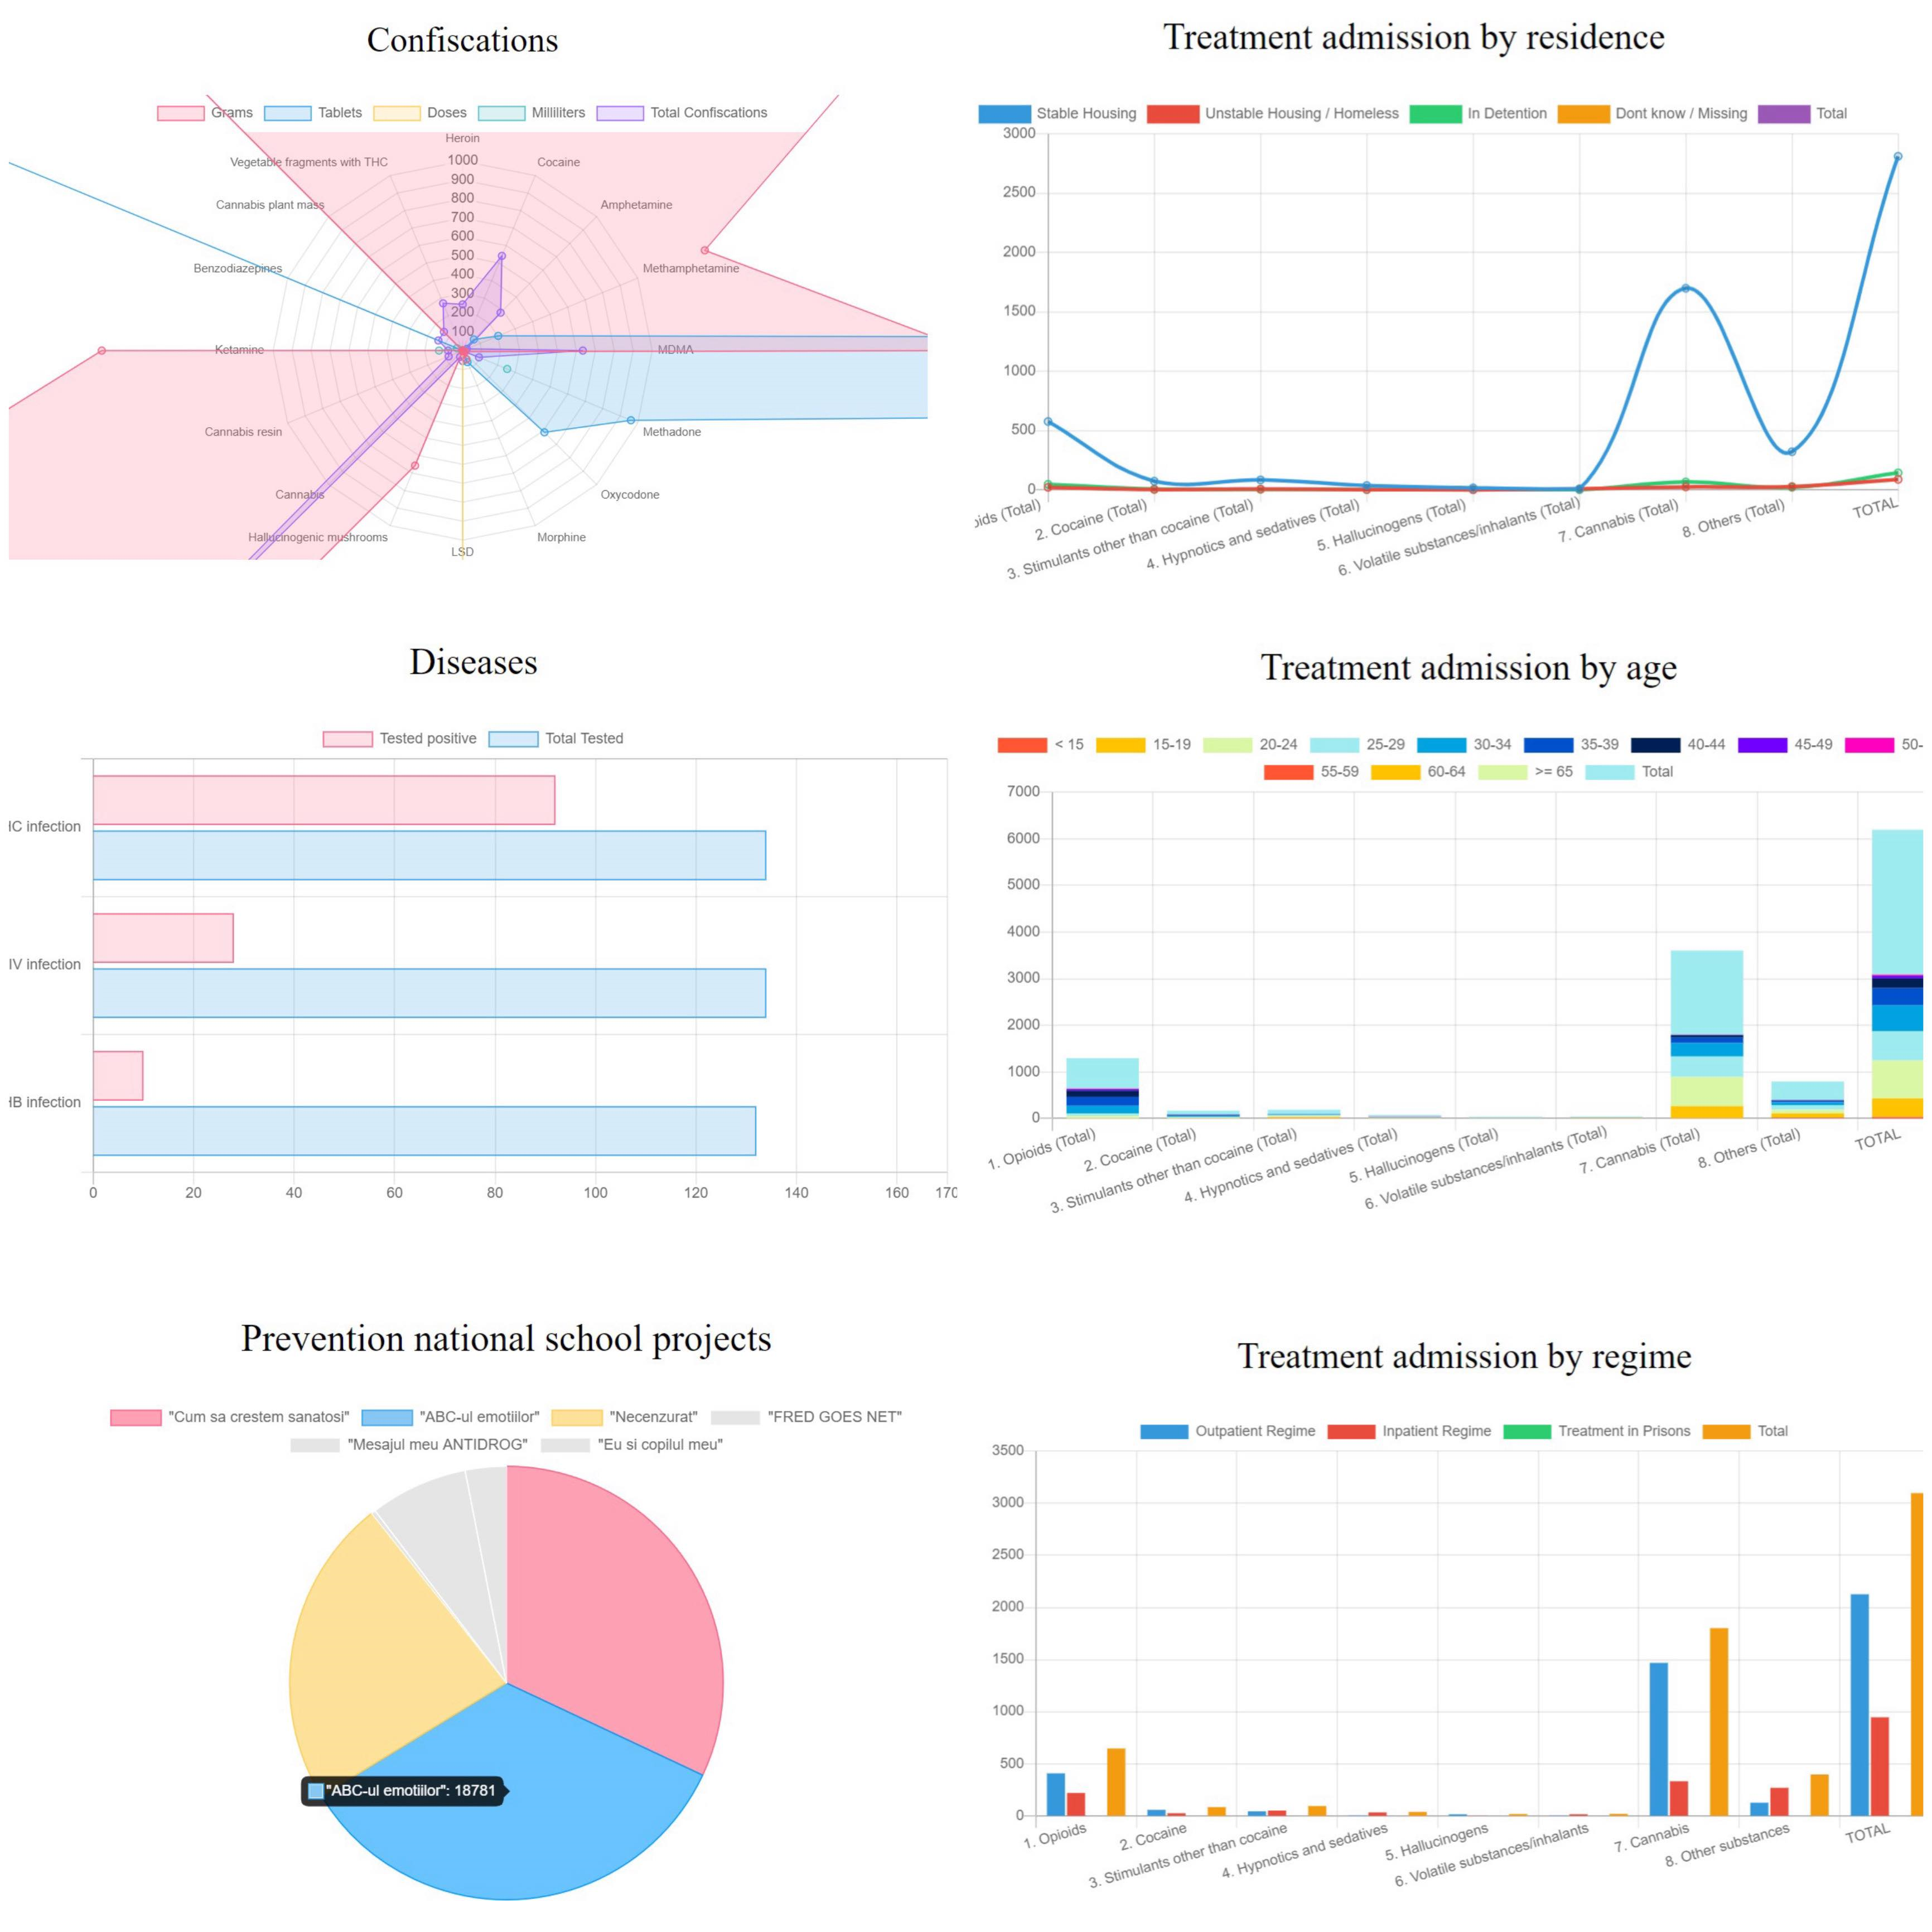 Confiscations
Grams Tablets Doses Milliliters Total Confiscations
Heroin
Vegetable fragments with THC Cocaine
Cannabis plant mass Amphetamine
Benzodiazepines Methamphetamine
Ketamine MDMA
Cannabis resin Methadone
Cannabis Oxycodone
Hallucinogenic mushrooms Morphine
LSD
1000
900
800
700
600
500
400
300
200
100
Treatment admission by residence
Stable Housing Unstable Housing / Homeless In Detention Dont know / Missing Total
3000
2500
2000
1500
1000
500
0
oids (Total)
2. Cocaine (Total)
3. Stimulants other than cocaine (Total)
4. Hypnotics and sedatives (Total)
5. Hallucinogens (Total)
6. Volatile substances/inhalants (Total)
7. Cannabis (Total)
8. Others (Total)
TOTAL
Diseases
Tested positive Total Tested
IC infection
IV infection
IB infection
0 20 40 60 80 100 120 140 160 170
Treatment admission by age
< 15 15-19 20-24 25-29 30-34 35-39 40-44 45-49 50-
55-59 60-64 >= 65 Total
7000
6000
5000
4000
3000
2000
1000
0
1. Opioids (Total)
2. Cocaine (Total)
3. Stimulants other than cocaine (Total)
4. Hypnotics and sedatives (Total)
5. Hallucinogens (Total)
6. Volatile substances/inhalants (Total)
7. Cannabis (Total)
8. Others (Total)
TOTAL
Prevention national school projects
"Cum sa crestem sanatosi" "ABC-ul emotiilor" "Necenzurat" "FRED GOES NET"
"Mesajul meu ANTIDROG" "Eu si copilul meu"
"ABC-ul emotiilor": 18781
Treatment admission by regime
Outpatient Regime Inpatient Regime Treatment in Prisons Total
3500
3000
2500
2000
1500
1000
500
0
1. Opioids
2. Cocaine
3. Stimulants other than cocaine
4. Hypnotics and sedatives
5. Hallucinogens
6. Volatile substances/inhalants
7. Cannabis
8. Other substances
TOTAL